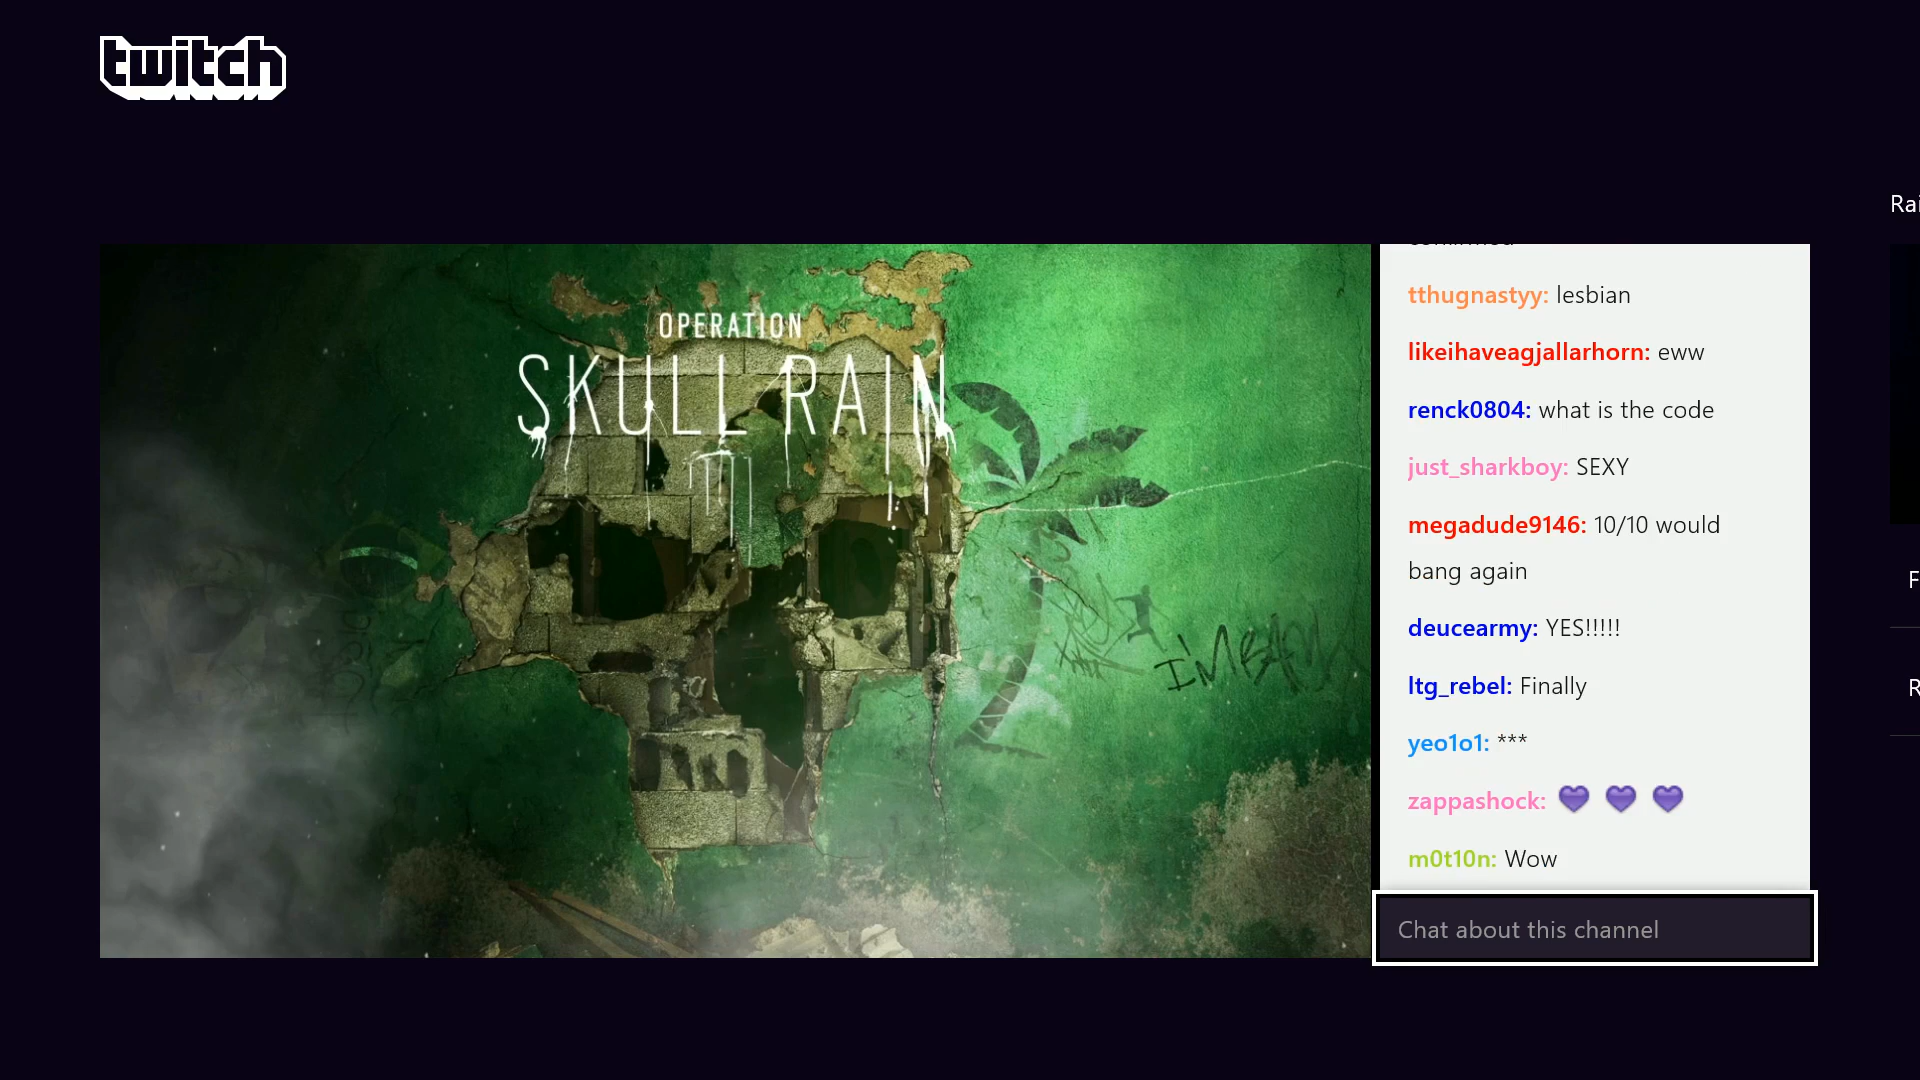 twitch
Rai
OPERATION
SKULL RAIN
tthugnastyy: lesbian
likeihaveagjallarhorn: eww
renck0804: what is the code
just_sharkboy: SEXY
megadude9146: 10/10 would
bang again
deucearmy: YES!!!!!
ltg_rebel: Finally
yeo1o1: ***
zappashock: 💜 💜 💜
m0t10n: Wow
Chat about this channel
F
R